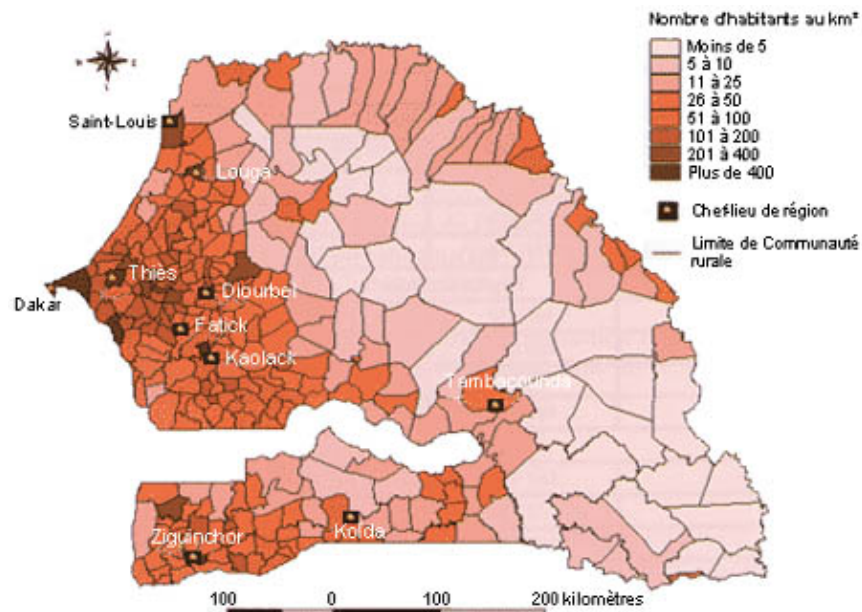 Nombre d'habitants au km²
Moins de 5
5 à 10
11 à 25
26 à 50
51 à 100
101 à 200
201 à 400
Plus de 400
Chef-lieu de région
Limite de Communauté
rurale
Saint-Louis
Louga
Thiès
Diourbel
Dakar
Fatick
Kaolack
Tambacounda
Kolda
Ziguinchor
100 0 100 200 kilomètres